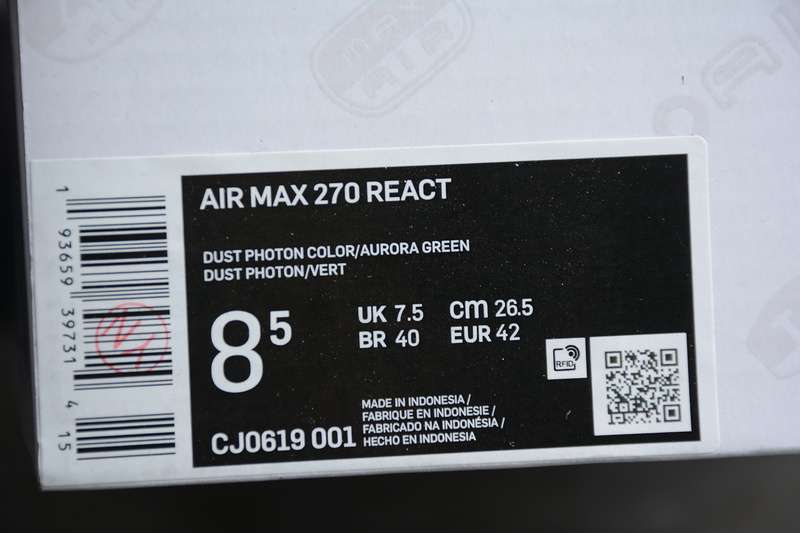 AIR MAX 270 REACT
DUST PHOTON COLOR/AURORA GREEN
DUST PHOTON/VERT
8 5
UK 7.5 CM 26.5
BR 40 EUR 42
RFID
MADE IN INDONESIA /
FABRIQUE EN INDONESIE /
FABRICADO NA INDONÉSIA /
HECHO EN INDONESIA
CJ0619 001
1 93659 39731 4 15
MAX
AIR